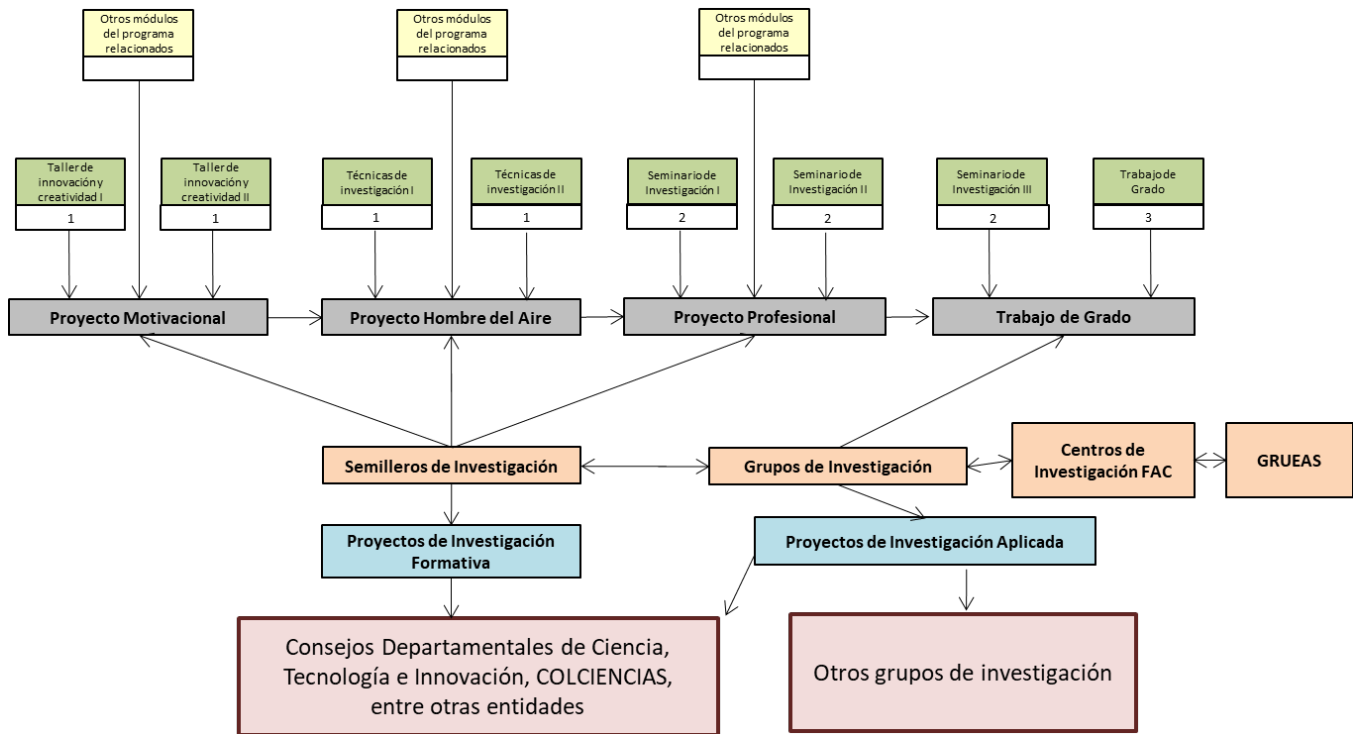 Otros módulos
del programa
relacionados
Otros módulos
del programa
relacionados
Otros módulos
del programa
relacionados
Taller de
innovación y
creatividad I
1
Taller de
innovación y
creatividad II
1
Técnicas de
investigación I
1
Técnicas de
investigación II
1
Seminario de
Investigación I
2
Seminario de
Investigación II
2
Seminario de
Investigación III
2
Trabajo de
Grado
3
Proyecto Motivacional
Proyecto Hombre del Aire
Proyecto Profesional
Trabajo de Grado
Semilleros de Investigación
Grupos de Investigación
Centros de
Investigación FAC
GRUEAS
Proyectos de Investigación
Formativa
Proyectos de Investigación Aplicada
Consejos Departamentales de Ciencia,
Tecnología e Innovación, COLCIENCIAS,
entre otras entidades
Otros grupos de investigación